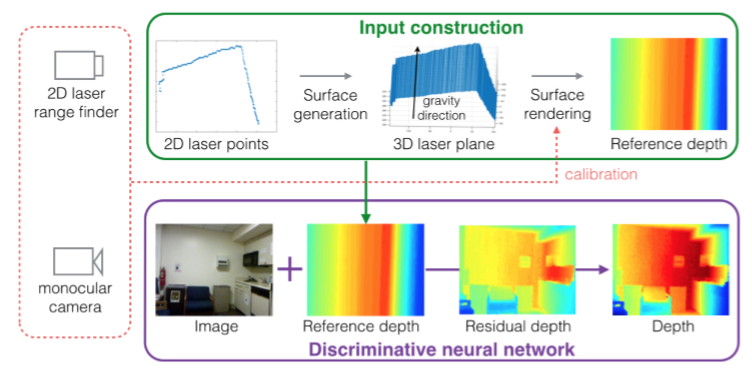 Input construction
2D laser
range finder
2D laser points
Surface
generation
gravity
direction
3D laser plane
Surface
rendering
Reference depth
calibration
monocular
camera
Image
Reference depth
Residual depth
Depth
Discriminative neural network